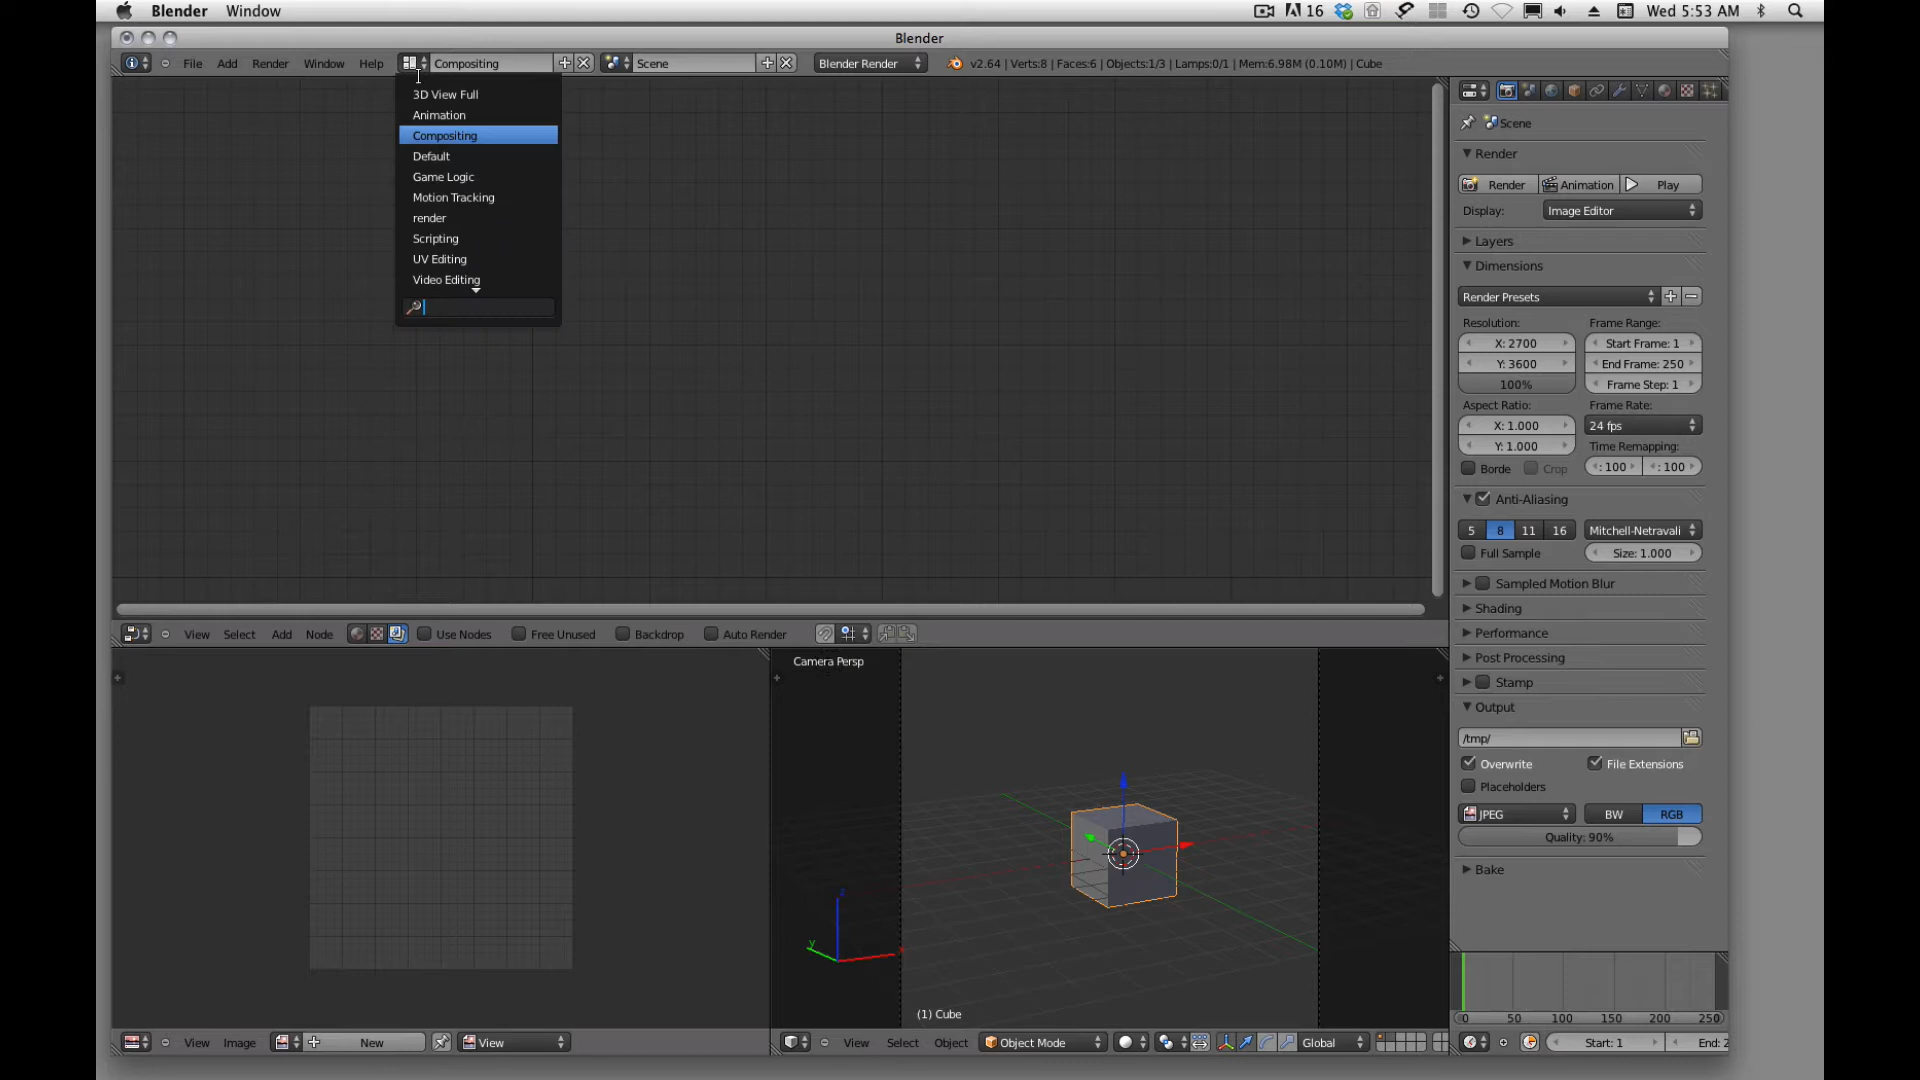 Blender Window 16 Wed 5:53 AM
Blender
File Add Render Window Help Compositing Scene Blender Render v2.64 | Verts:8 | Faces:6 | Objects:1/3 | Lamps:0/1 | Mem:6.98M (0.10M) | Cube
3D View Full
Animation
Compositing
Default
Game Logic
Motion Tracking
render
Scripting
UV Editing
Video Editing
Scene
Render
Render Animation Play
Display: Image Editor
Layers
Dimensions
Render Presets
Resolution: Frame Range:
X: 2700 Start Frame: 1
Y: 3600 End Frame: 250
100% Frame Step: 1
Aspect Ratio: Frame Rate:
X: 1.000 24 fps
Y: 1.000 Time Remapping:
Borde Crop : 100 : 100
Anti-Aliasing
5 8 11 16 Mitchell-Netravali
Full Sample Size: 1.000
Sampled Motion Blur
Shading
Performance
Post Processing
Stamp
Output
/tmp/
Overwrite File Extensions
Placeholders
JPEG BW RGB
Quality: 90%
Bake
View Select Add Node Use Nodes Free Unused Backdrop Auto Render
Camera Persp
z
y
x
(1) Cube
0 50 100 150 200 250
View Image New View
View Select Object Object Mode Global
Start: 1 End: 2